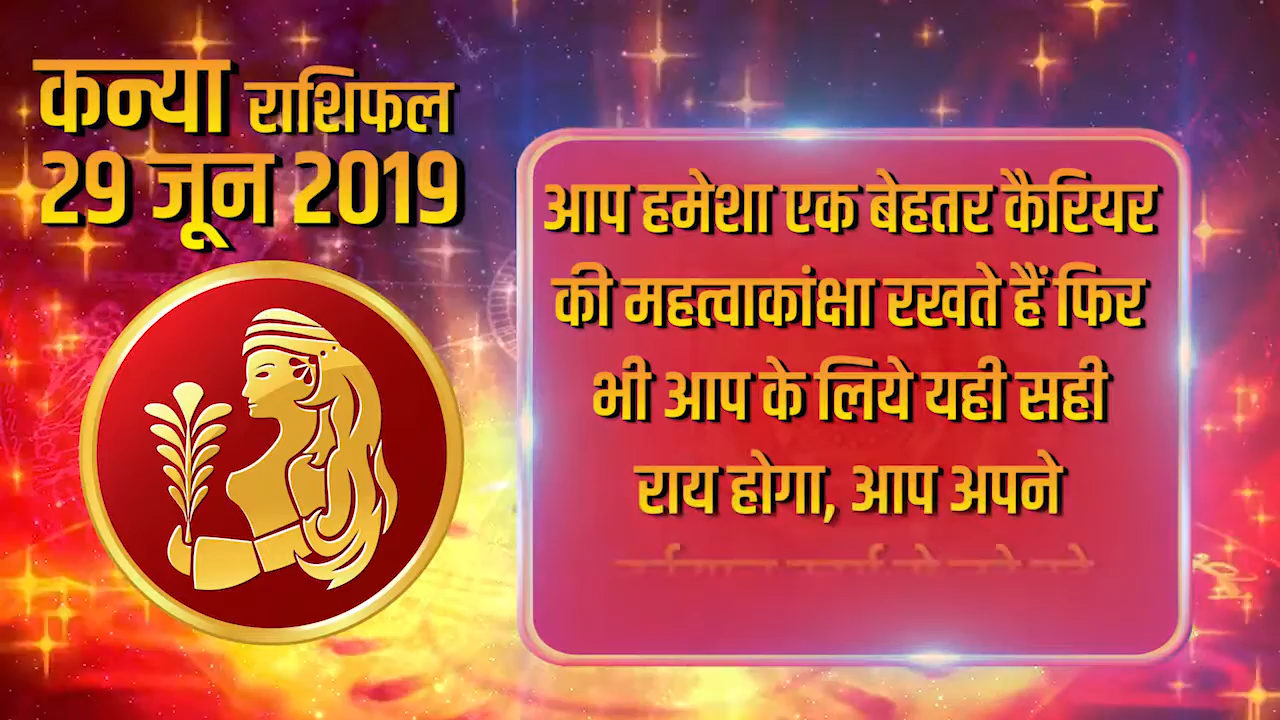 कन्या राशिफल
29 जून 2019
आप हमेशा एक बेहतर कैरियर
की महत्वाकांक्षा रखते हैं फिर
भी आप के लिये यही सही
राय होगा, आप अपने